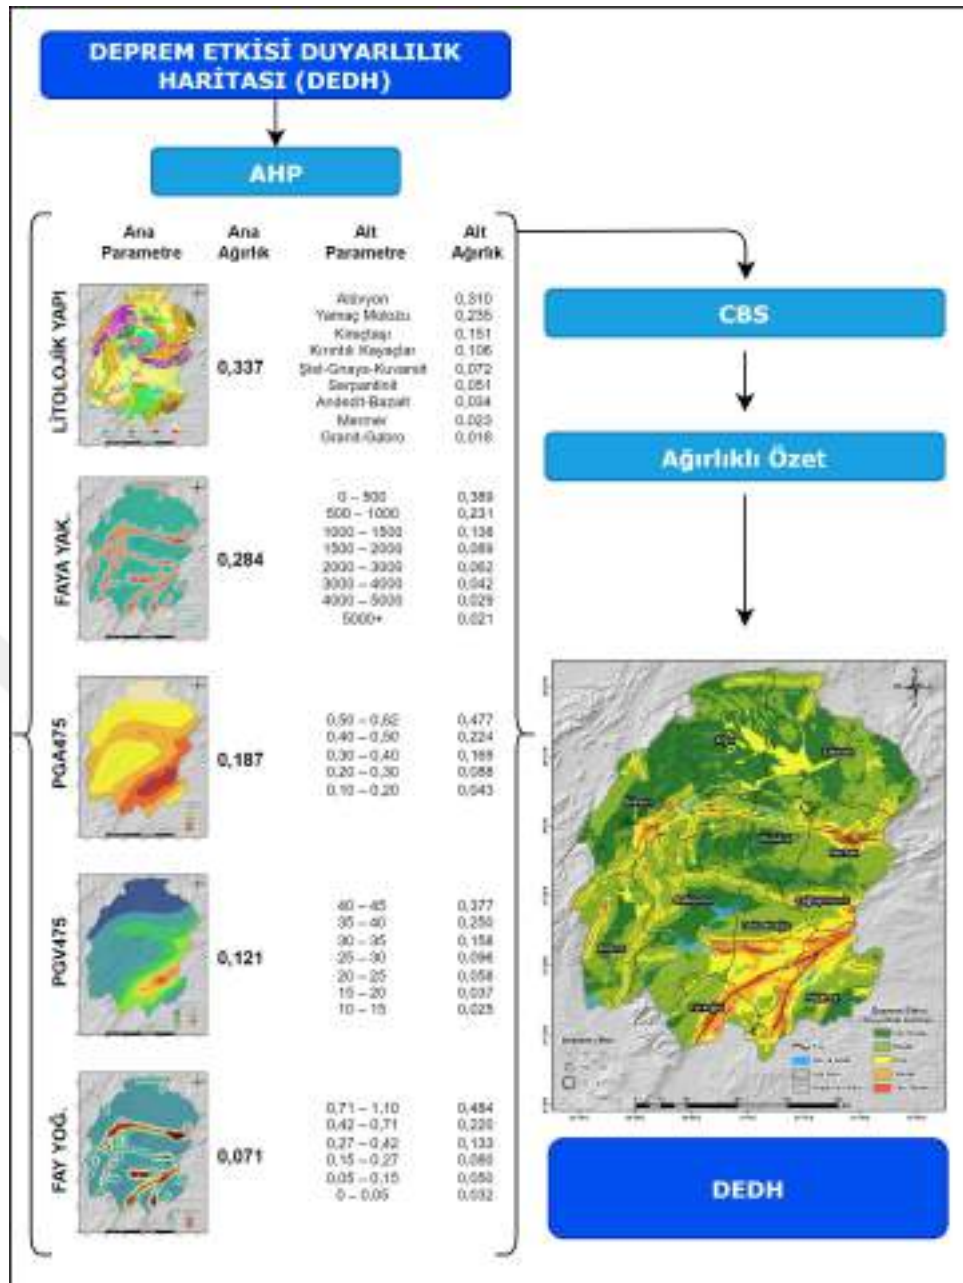 DEPREM ETKİSİ DUYARLILIK
HARİTASI (DEDH)
AHP
Ana Parametre
Ana Ağırlık
Alt Parametre
Alt Ağırlık
LİTOLOJİK YAPI
0,337
Alüvyon 0,310
Yamaç Molozu 0,235
Kireçtaşı 0,151
Kırıntılı Kayaçlar 0,106
Şist-Gnays-Kuvarsit 0,072
Serpantinit 0,051
Andezit-Bazalt 0,034
Mermer 0,023
Granit-Gabro 0,018
FAYA YAK.
0,284
0 – 500 0,389
500 – 1000 0,231
1000 – 1500 0,136
1500 – 2000 0,089
2000 – 3000 0,062
3000 – 4000 0,042
4000 – 5000 0,029
5000+ 0,021
PGA475
0,187
0,50 – 0,62 0,477
0,40 – 0,50 0,224
0,30 – 0,40 0,169
0,20 – 0,30 0,088
0,10 – 0,20 0,043
PGV475
0,121
40 – 45 0,377
35 – 40 0,250
30 – 35 0,158
25 – 30 0,096
20 – 25 0,058
15 – 20 0,037
10 – 15 0,025
FAY YOĞ.
0,071
0,71 – 1,10 0,484
0,42 – 0,71 0,220
0,27 – 0,42 0,133
0,15 – 0,27 0,080
0,05 – 0,15 0,050
0 – 0,05 0,032
CBS
Ağırlıklı Özet
DEDH